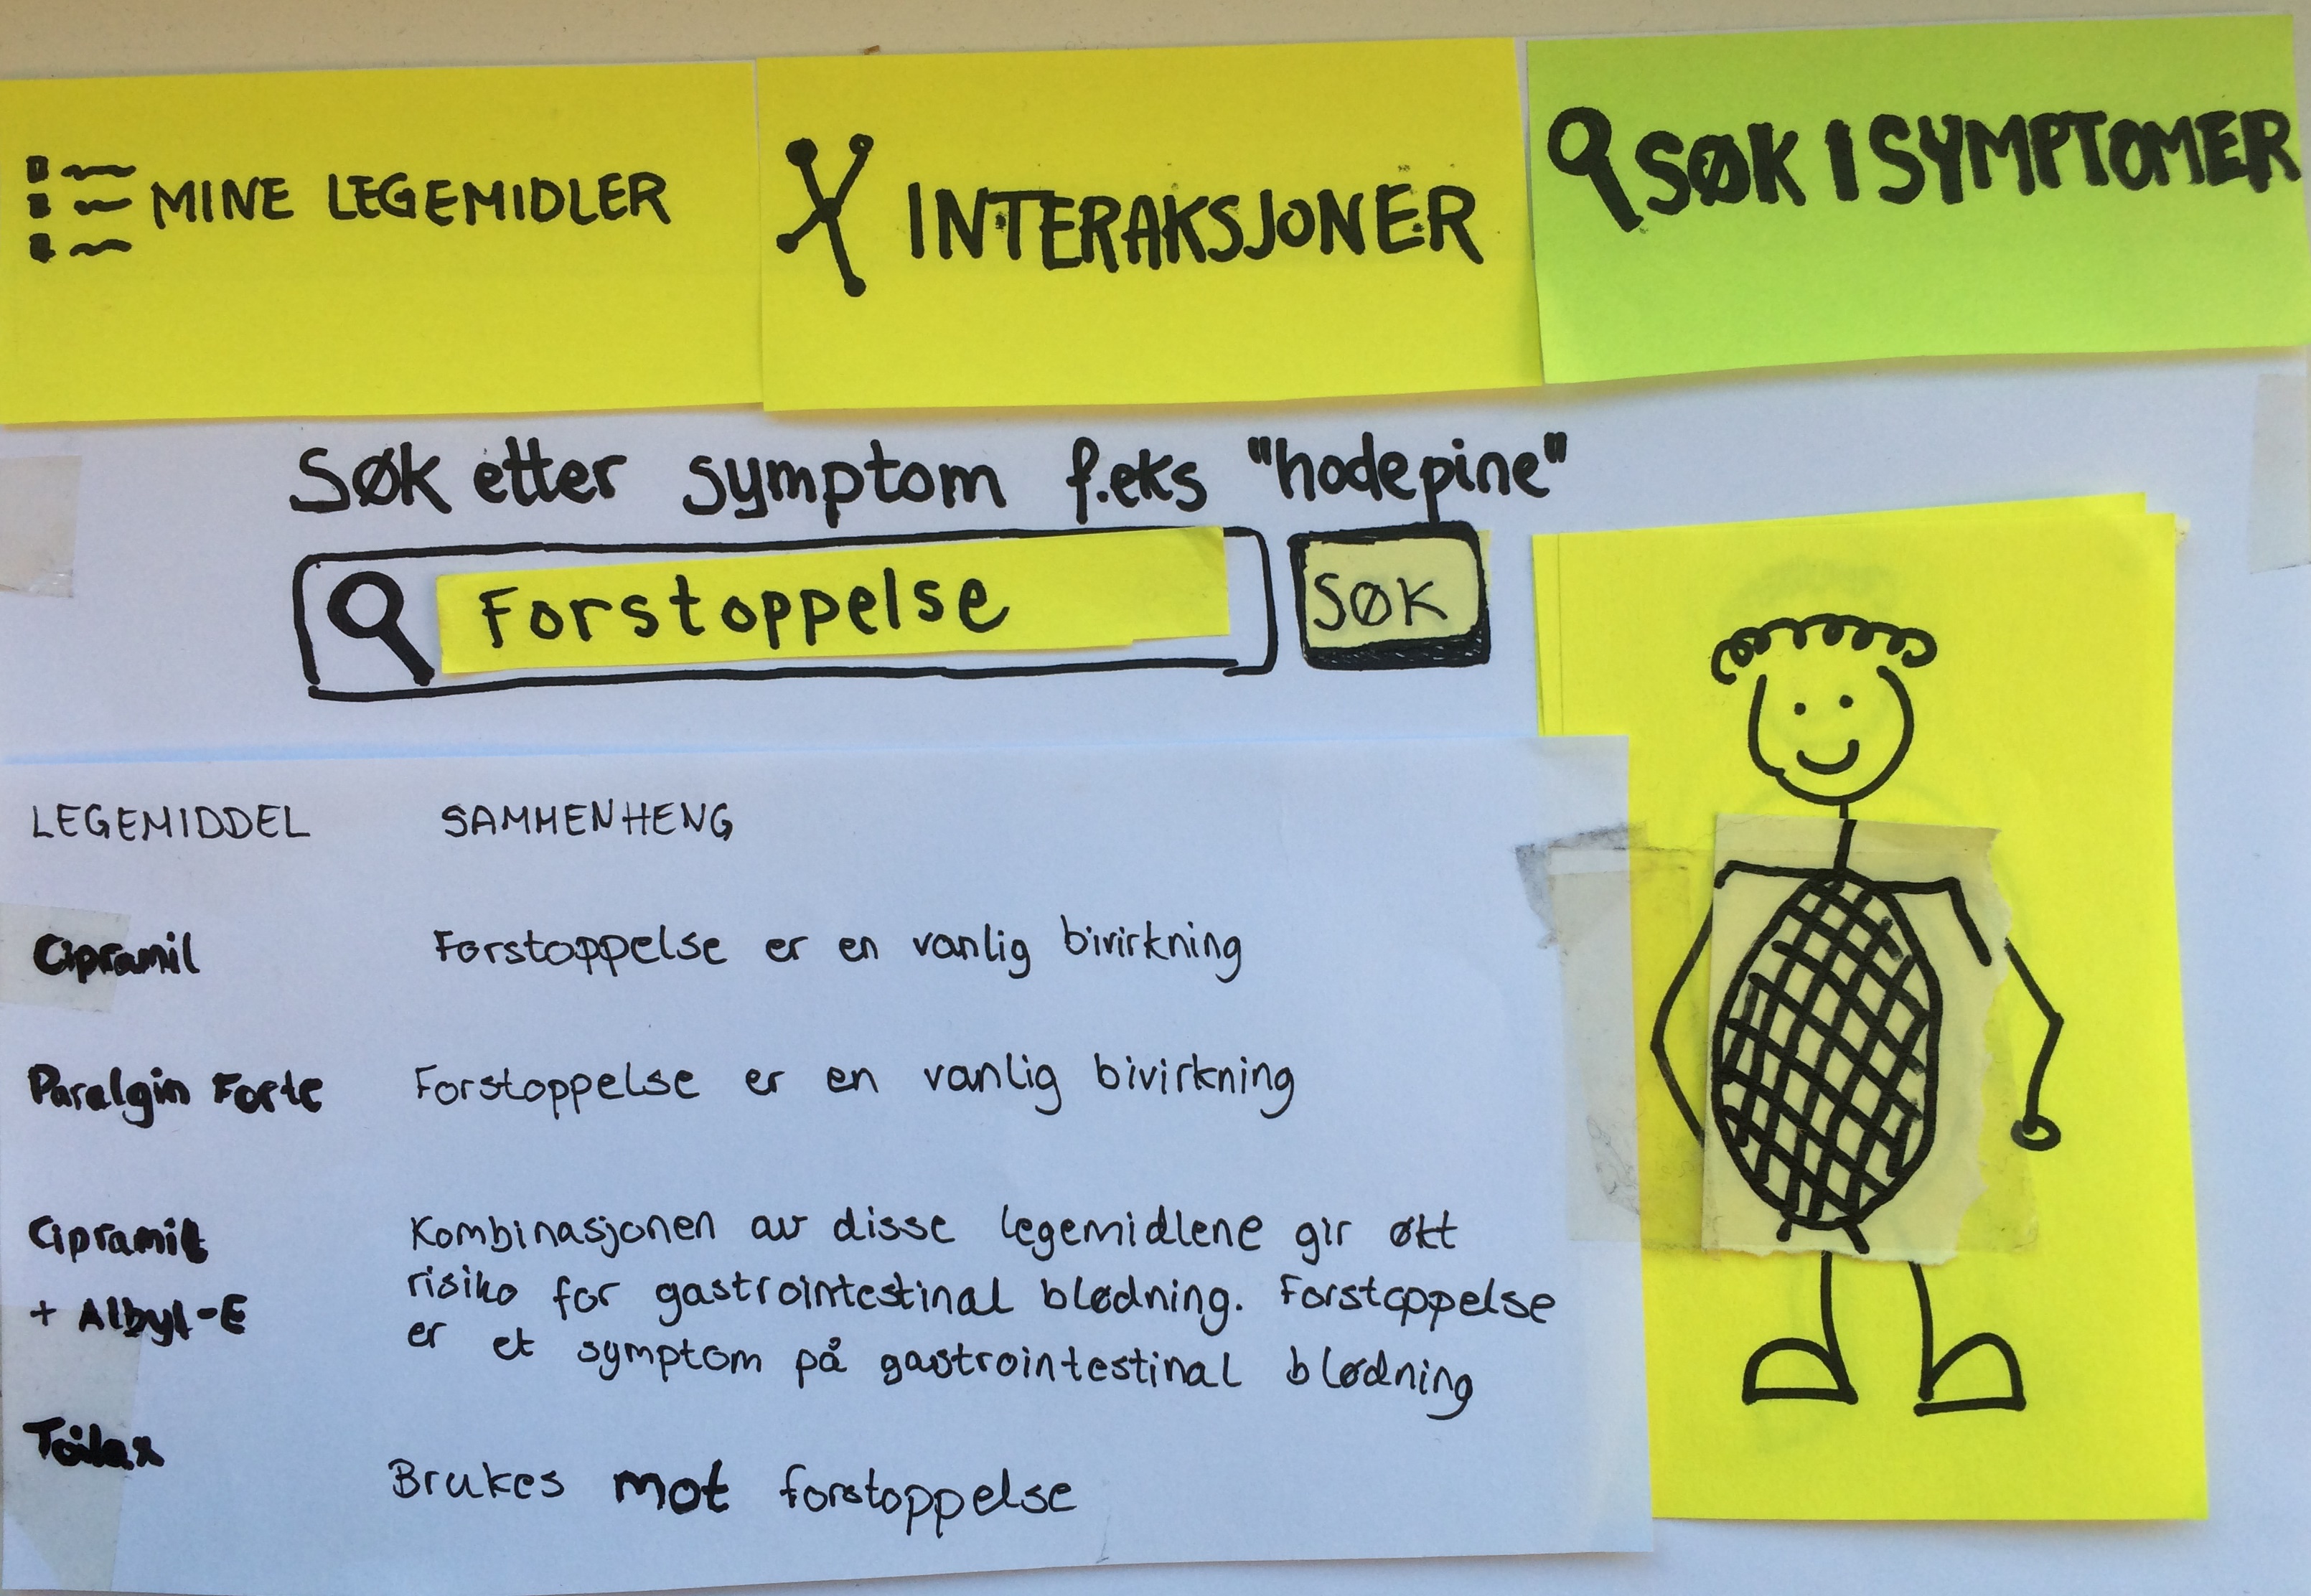 MINE LEGEMIDLER
INTERAKSJONER
SØK I SYMPTOMER
Søk etter symptom f.eks "hodepine"
Forstoppelse
SØK
LEGEMIDDEL SAMMENHENG
Cipramil Forstoppelse er en vanlig bivirkning
Paralgin Forte Forstoppelse er en vanlig bivirkning
Cipramil Kombinasjonen av disse legemidlene gir økt
+ Albyl-E risiko for gastrointestinal blødning. Forstoppelse
er et symptom på gastrointestinal blødning
Toilax
Brukes mot forstoppelse